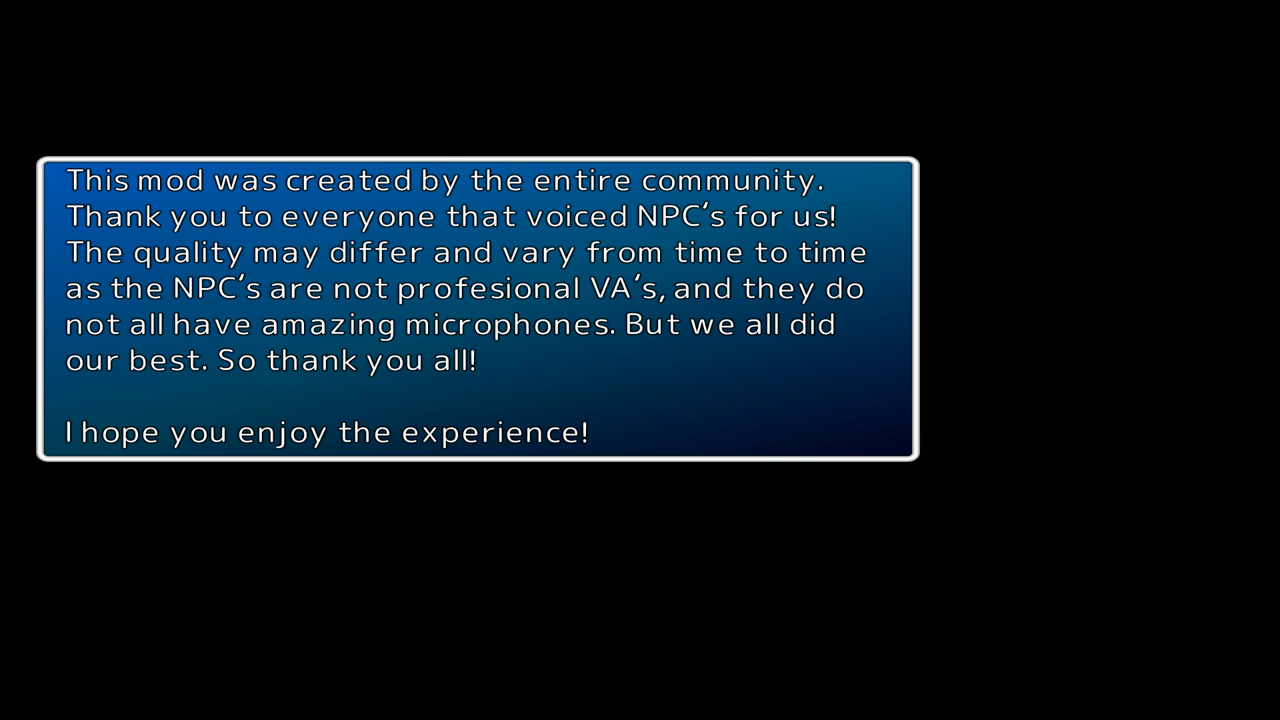 This mod was created by the entire community.
Thank you to everyone that voiced NPC‘s for us!
The quality may differ and vary from time to time
as the NPC‘s are not profesional VA‘s, and they do
not all have amazing microphones. But we all did
our best. So thank you all!
I hope you enjoy the experience!